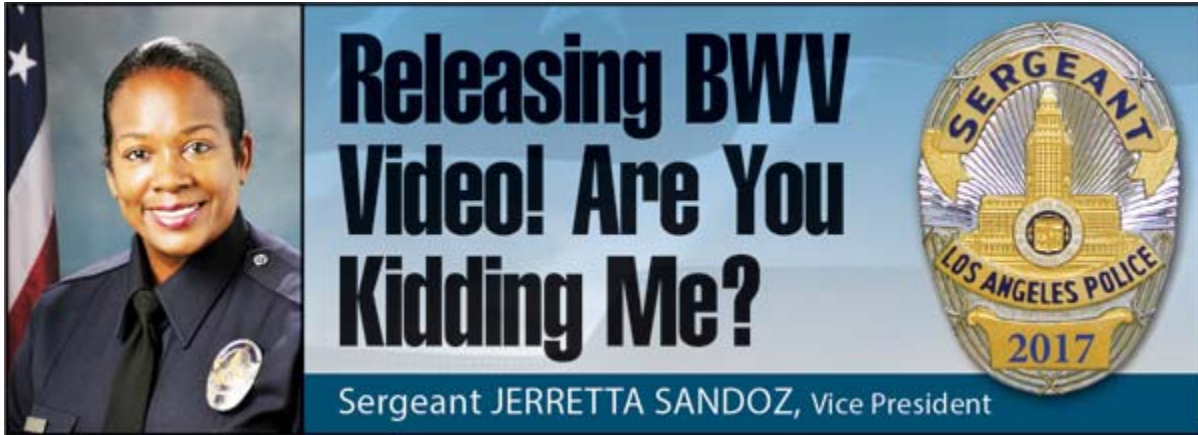 Releasing BWV
Video! Are You
Kidding Me?
Sergeant JERRETTA SANDOZ, Vice President
SERGEANT
LOS ANGELES POLICE
2017